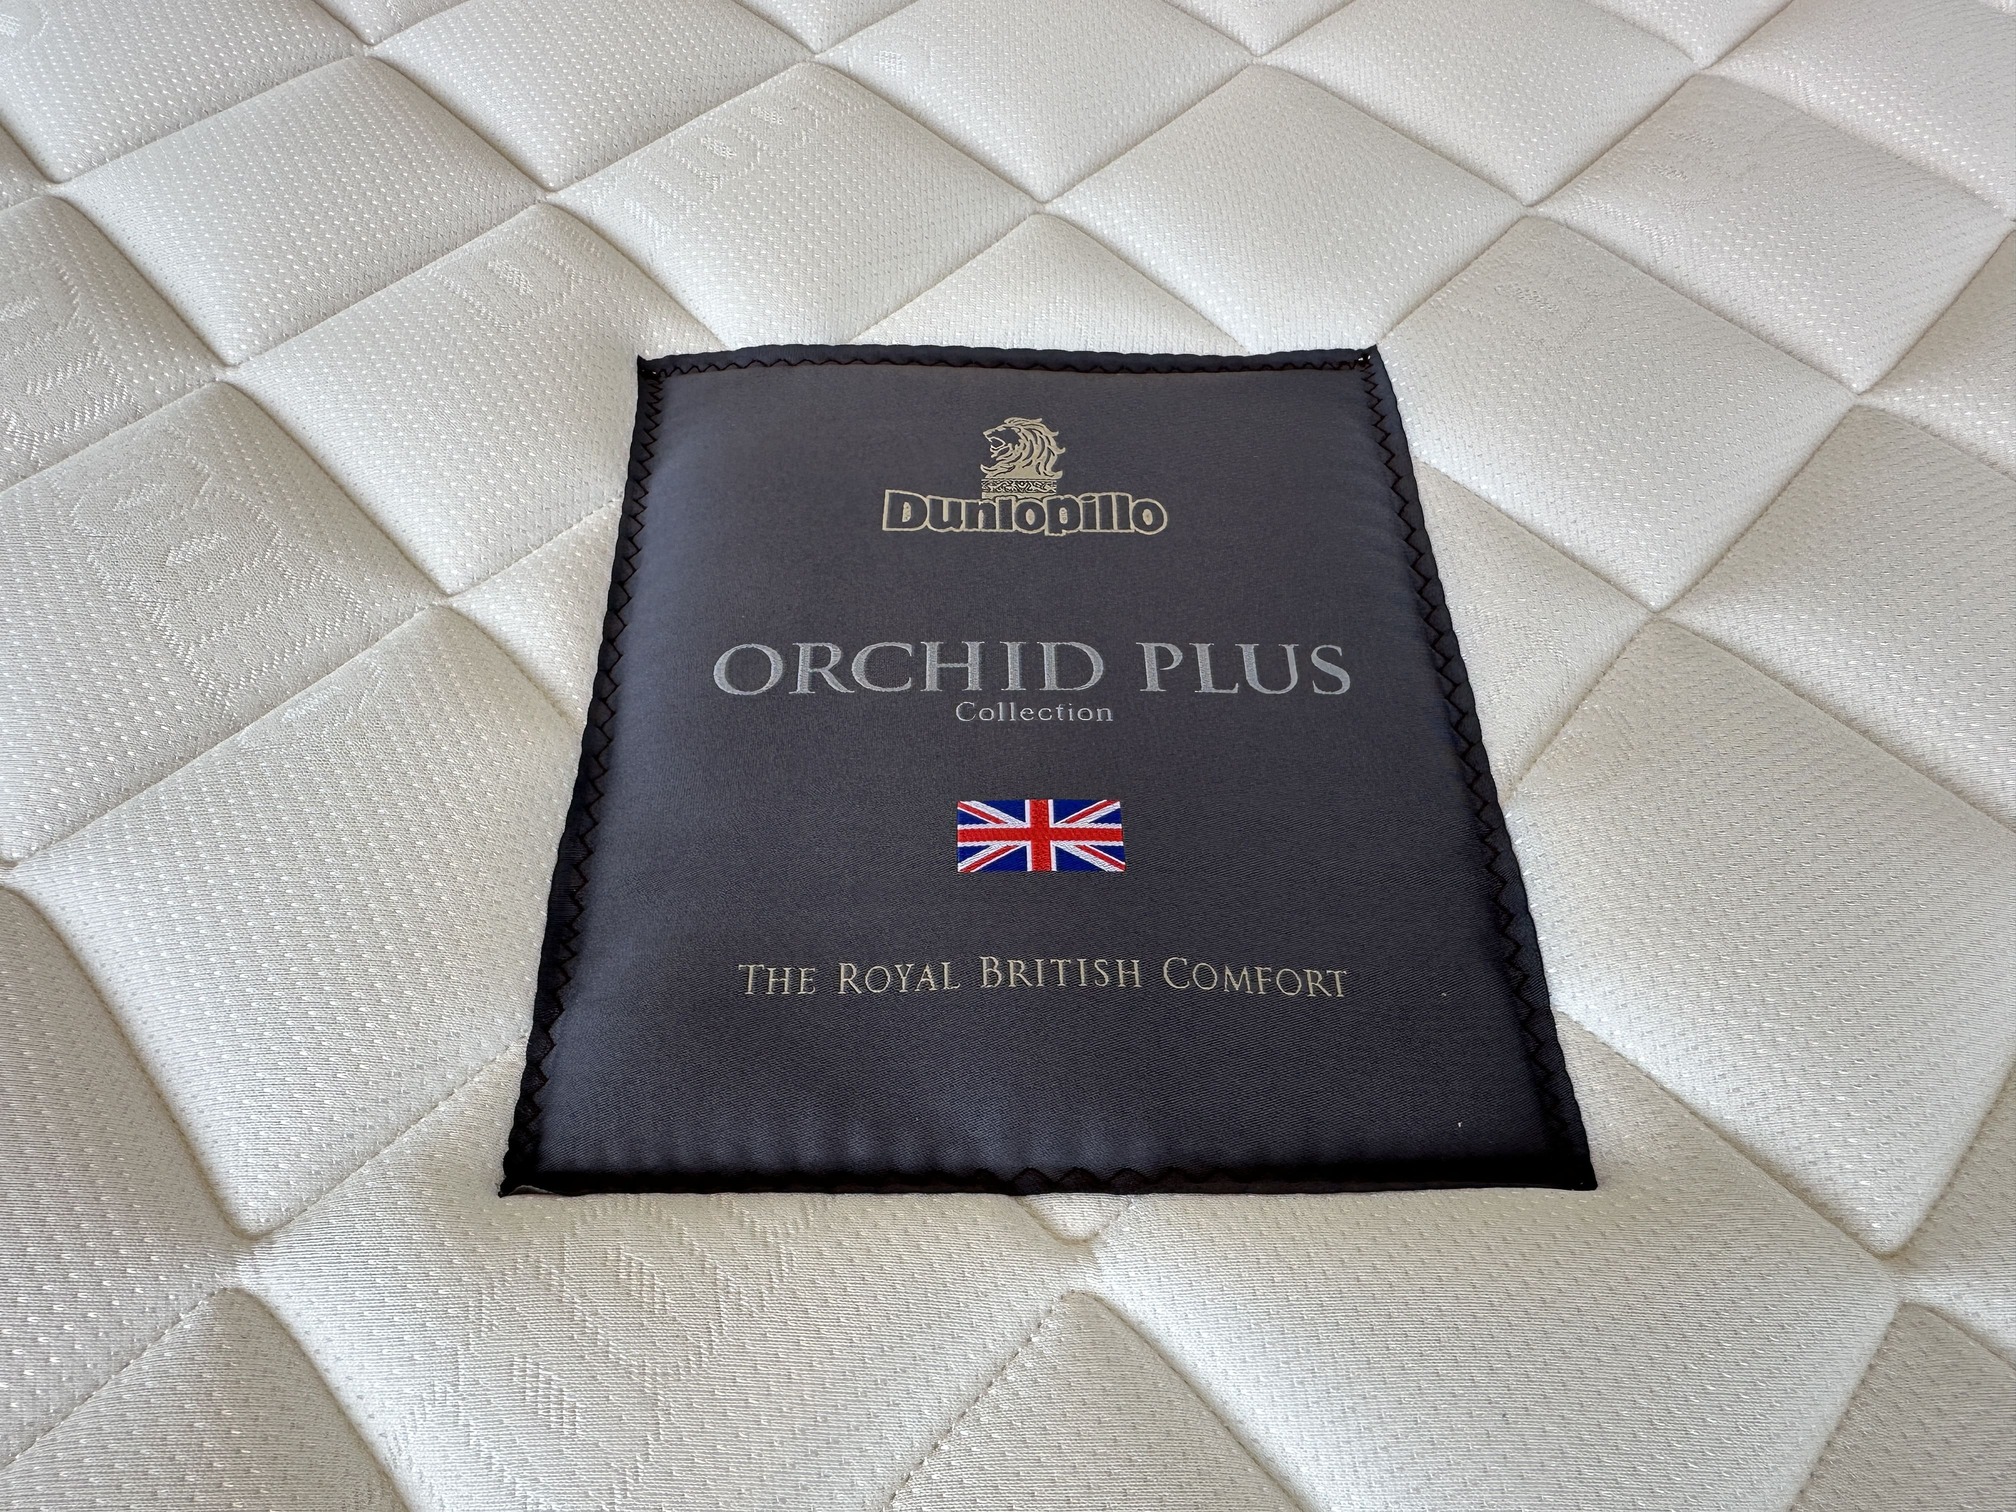 Dunlopillo
ORCHID PLUS
Collection
THE ROYAL BRITISH COMFORT